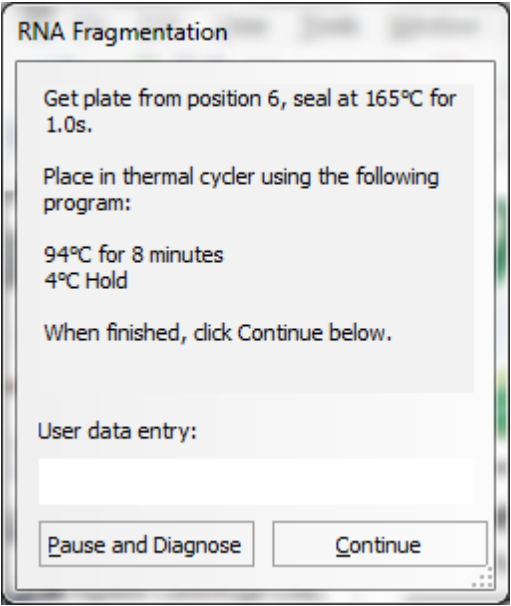 RNA Fragmentation
Get plate from position 6, seal at 165°C for
1.0s.
Place in thermal cycler using the following
program:
94°C for 8 minutes
4°C Hold
When finished, click Continue below.
User data entry:
Pause and Diagnose
Continue